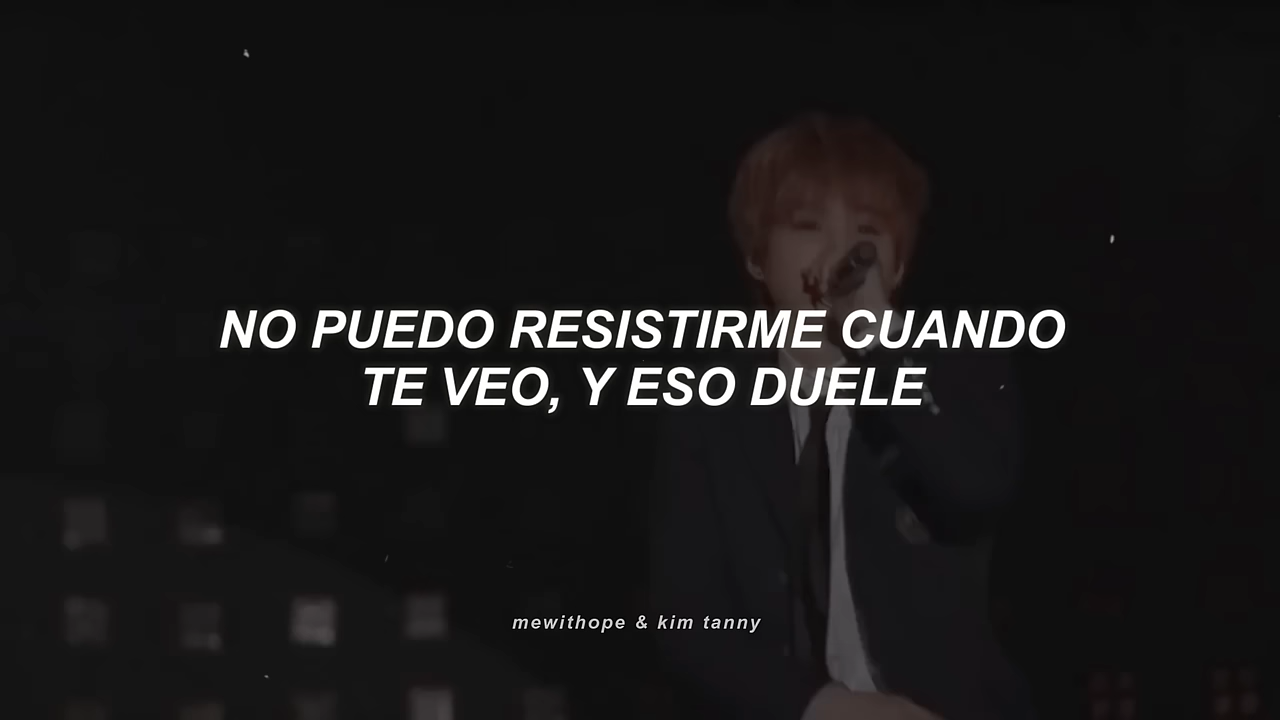 NO PUEDO RESISTIRME CUANDO
TE VEO, Y ESO DUELE
mewithope & kim tanny